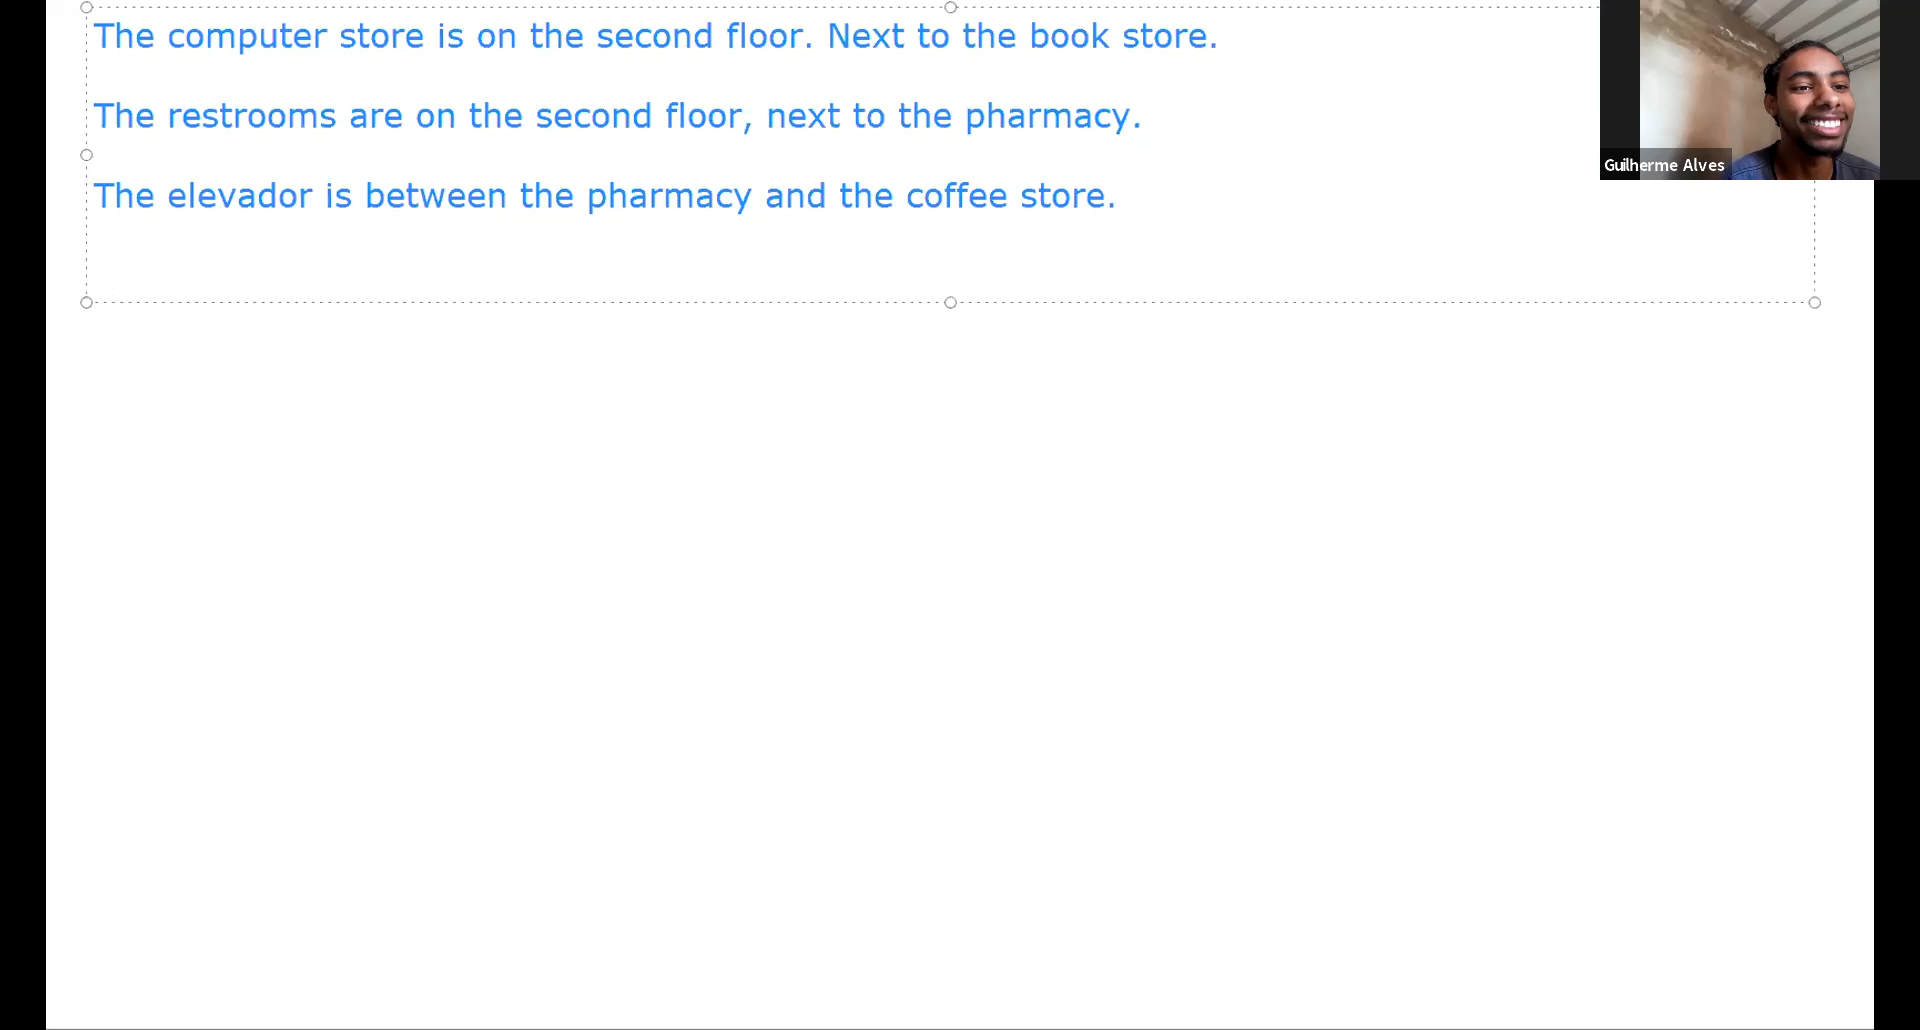 The computer store is on the second floor. Next to the book store.
The restrooms are on the second floor, next to the pharmacy.
The elevador is between the pharmacy and the coffee store.
Guilherme Alves